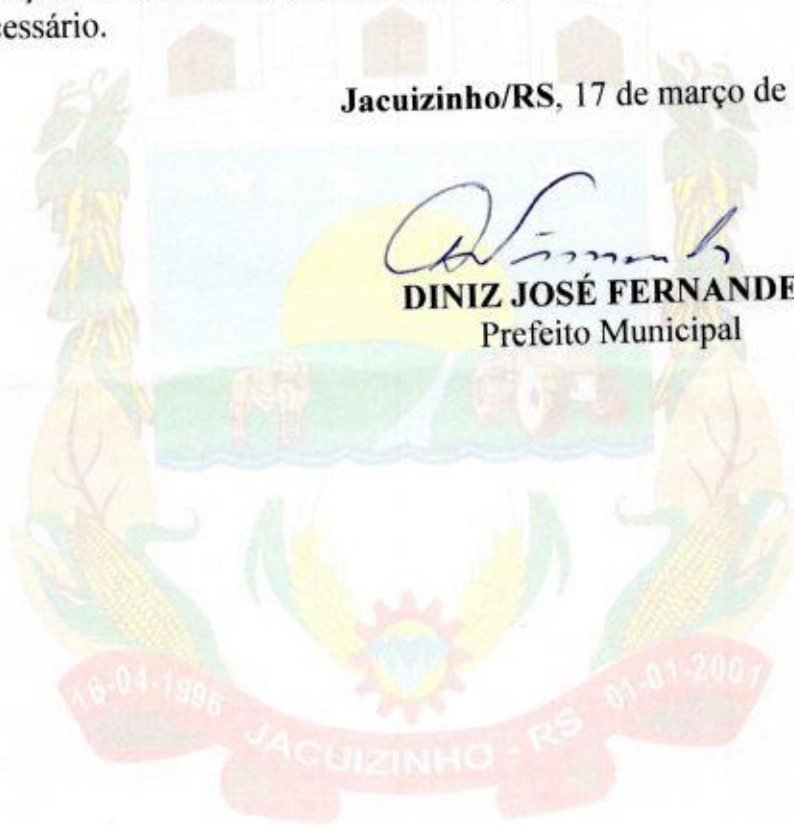 cessário.
Jacuizinho/RS, 17 de março de
DINIZ JOSÉ FERNANDE
Prefeito Municipal
16-04-1996 JACUIZINHO - RS 01-01-2001